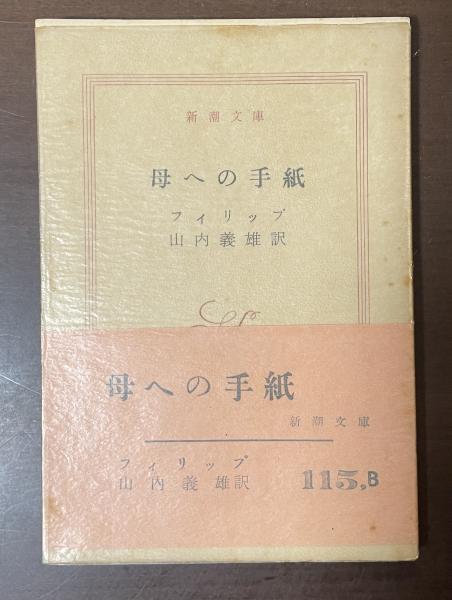 新潮文庫
母への手紙
フィリップ
山内義雄訳
母への手紙
新潮文庫
フィリップ
山内義雄訳
115,B